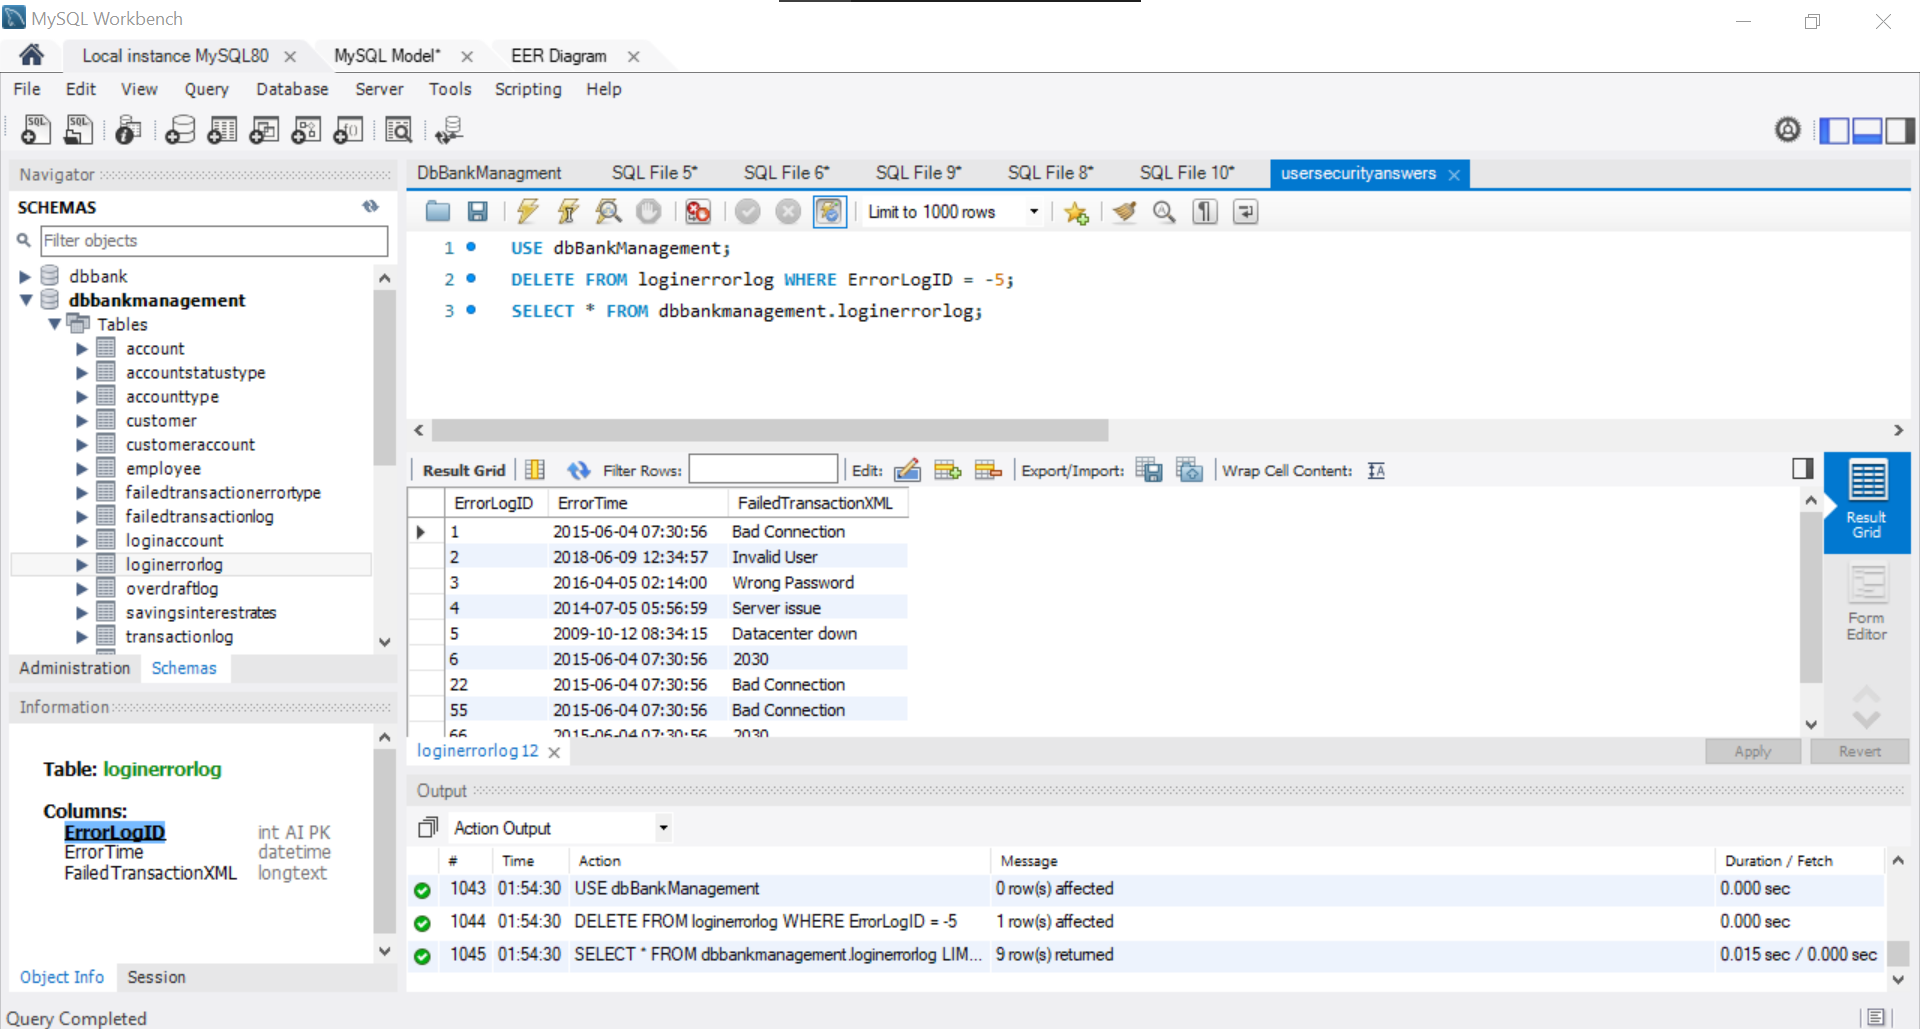 MySQL Workbench
Local instance MySQL80
MySQL Model*
EER Diagram
File Edit View Query Database Server Tools Scripting Help
Navigator
SCHEMAS
Filter objects
dbbank
dbbankmanagement
Tables
account
accountstatustype
accounttype
customer
customeraccount
employee
failedtransactionerrortype
failedtransactionlog
loginaccount
loginerrorlog
overdraftlog
savingsinterestrates
transactionlog
Administration Schemas
Information
Table: loginerrorlog
Columns:
ErrorLogID int AI PK
ErrorTime datetime
FailedTransactionXML longtext
Object Info Session
Query Completed
DbBankManagment SQL File 5* SQL File 6* SQL File 9* SQL File 8* SQL File 10* usersecurityanswers
Limit to 1000 rows
1 USE dbBankManagement;
2 DELETE FROM loginerrorlog WHERE ErrorLogID = -5;
3 SELECT * FROM dbbankmanagement.loginerrorlog;
Result Grid Filter Rows: Edit: Export/Import: Wrap Cell Content:
ErrorLogID ErrorTime FailedTransactionXML
1 2015-06-04 07:30:56 Bad Connection
2 2018-06-09 12:34:57 Invalid User
3 2016-04-05 02:14:00 Wrong Password
4 2014-07-05 05:56:59 Server issue
5 2009-10-12 08:34:15 Datacenter down
6 2015-06-04 07:30:56 2030
22 2015-06-04 07:30:56 Bad Connection
55 2015-06-04 07:30:56 Bad Connection
66 2015-06-04 07:30:56 2030
Result
Grid
Form
Editor
loginerrorlog 12
Apply Revert
Output
Action Output
# Time Action Message Duration / Fetch
1043 01:54:30 USE dbBankManagement 0 row(s) affected 0.000 sec
1044 01:54:30 DELETE FROM loginerrorlog WHERE ErrorLogID = -5 1 row(s) affected 0.000 sec
1045 01:54:30 SELECT * FROM dbbankmanagement.loginerrorlog LIM... 9 row(s) returned 0.015 sec / 0.000 sec